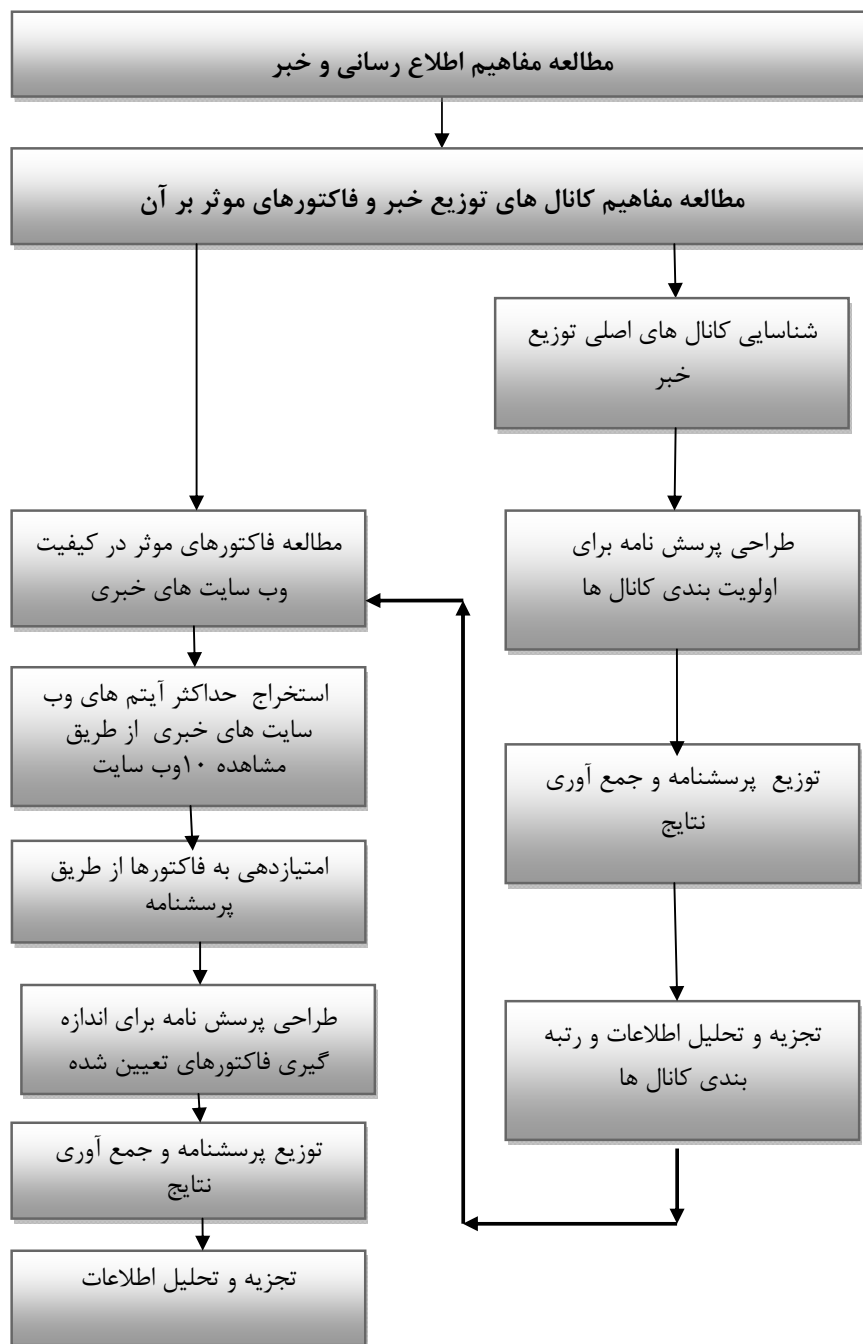 مطالعه مفاهیم اطلاع رسانی و خبر
مطالعه مفاهیم کانال های توزیع خبر و فاکتورهای موثر بر آن
شناسایی کانال های اصلی توزیع
خبر
طراحی پرسش نامه برای
اولویت بندی کانال ها
توزیع پرسشنامه و جمع آوری
نتایج
تجزیه و تحلیل اطلاعات و رتبه
بندی کانال ها
مطالعه فاکتورهای موثر در کیفیت
وب سایت های خبری
استخراج حداکثر آیتم های وب
سایت های خبری از طریق
مشاهده ۱۰وب سایت
امتیازدهی به فاکتورها از طریق
پرسشنامه
طراحی پرسش نامه برای اندازه
گیری فاکتورهای تعیین شده
توزیع پرسشنامه و جمع آوری
نتایج
تجزیه و تحلیل اطلاعات